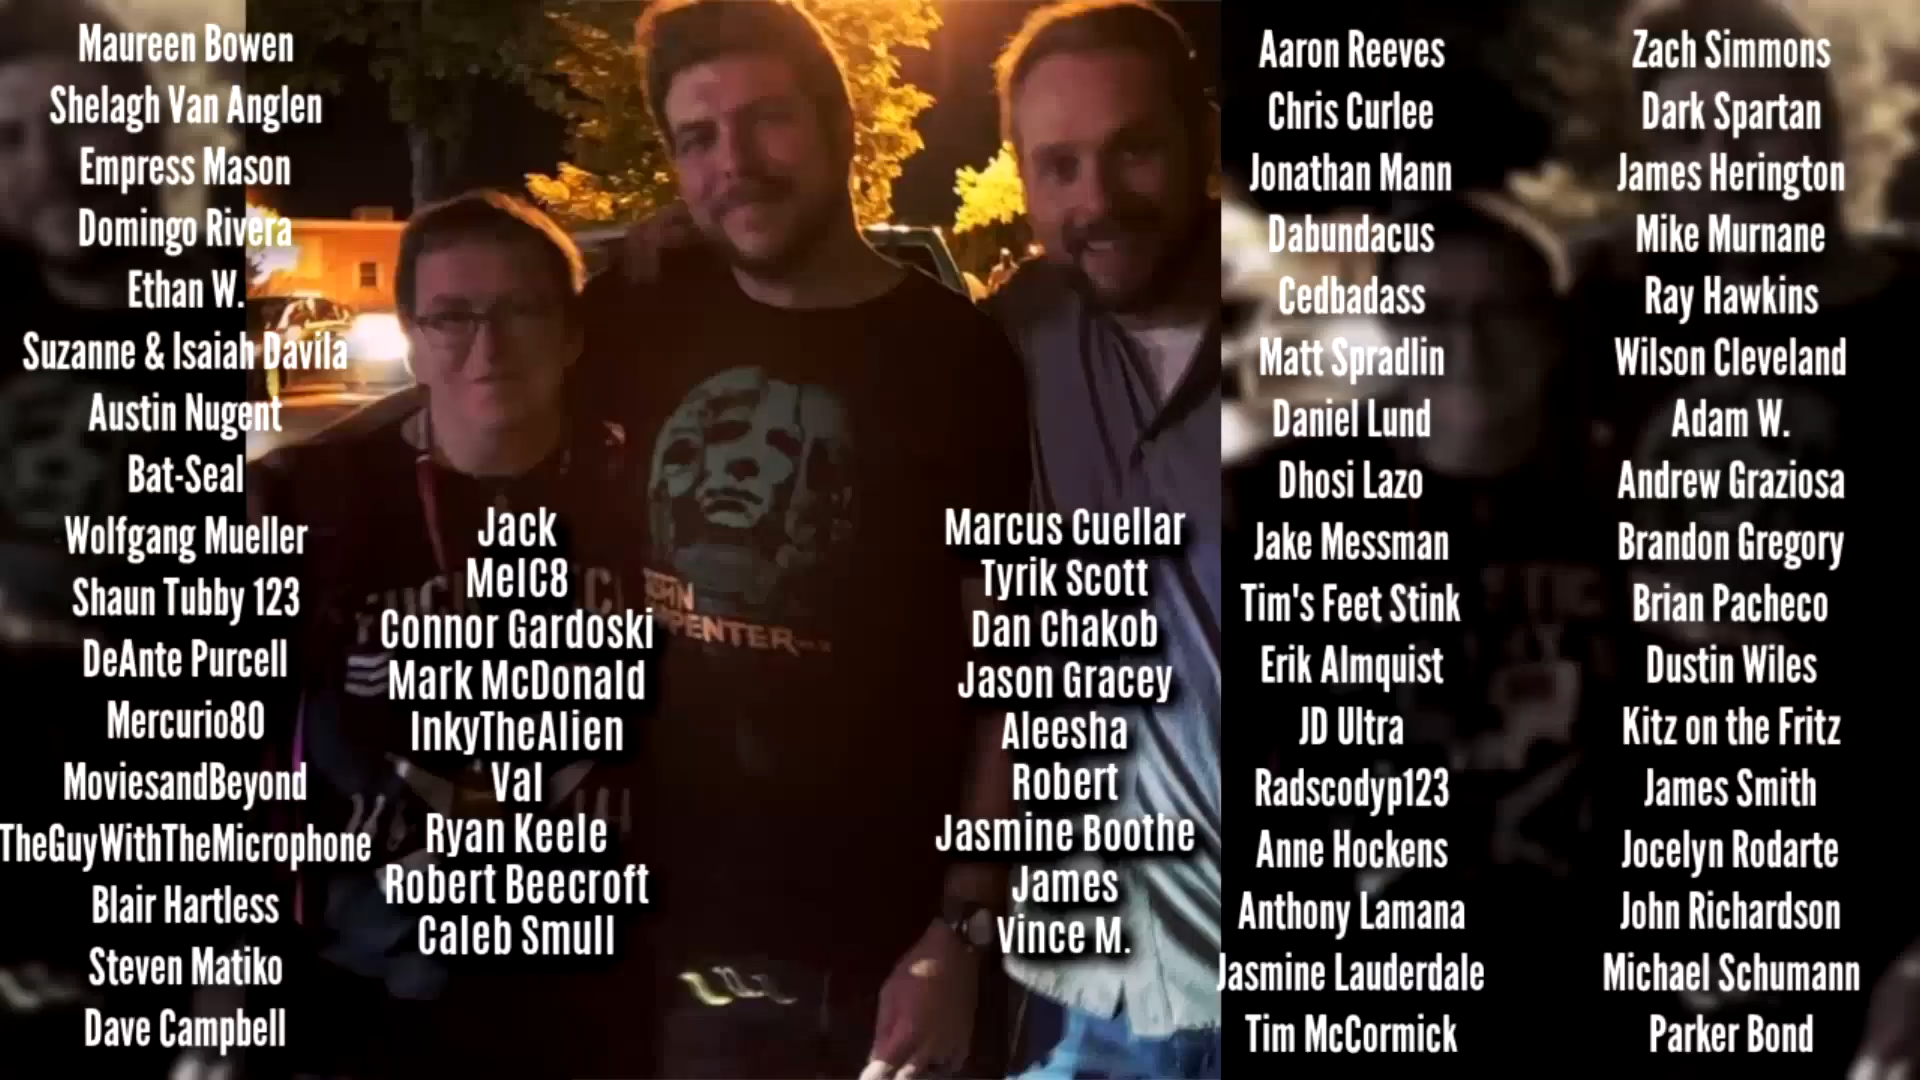 Maureen Bowen
Shelagh Van Anglen
Empress Mason
Domingo Rivera
Ethan W.
Suzanne & Isaiah Davila
Austin Nugent
Bat-Seal
Wolfgang Mueller
Shaun Tubby 123
DeAnte Purcell
Mercurio80
MoviesandBeyond
TheGuyWithTheMicrophone
Blair Hartless
Steven Matiko
Dave Campbell
Jack
MelC8
Connor Gardoski
Mark McDonald
InkyTheAlien
Val
Ryan Keele
Robert Beecroft
Caleb Smull
Marcus Cuellar
Tyrik Scott
Dan Chakob
Jason Gracey
Aleesha
Robert
Jasmine Boothe
James
Vince M.
Aaron Reeves
Chris Curlee
Jonathan Mann
Dabundacus
Cedbadass
Matt Spradlin
Daniel Lund
Dhosi Lazo
Jake Messman
Tim's Feet Stink
Erik Almquist
JD Ultra
Radscodyp123
Anne Hockens
Anthony Lamana
Jasmine Lauderdale
Tim McCormick
Zach Simmons
Dark Spartan
James Herington
Mike Murnane
Ray Hawkins
Wilson Cleveland
Adam W.
Andrew Graziosa
Brandon Gregory
Brian Pacheco
Dustin Wiles
Kitz on the Fritz
James Smith
Jocelyn Rodarte
John Richardson
Michael Schumann
Parker Bond